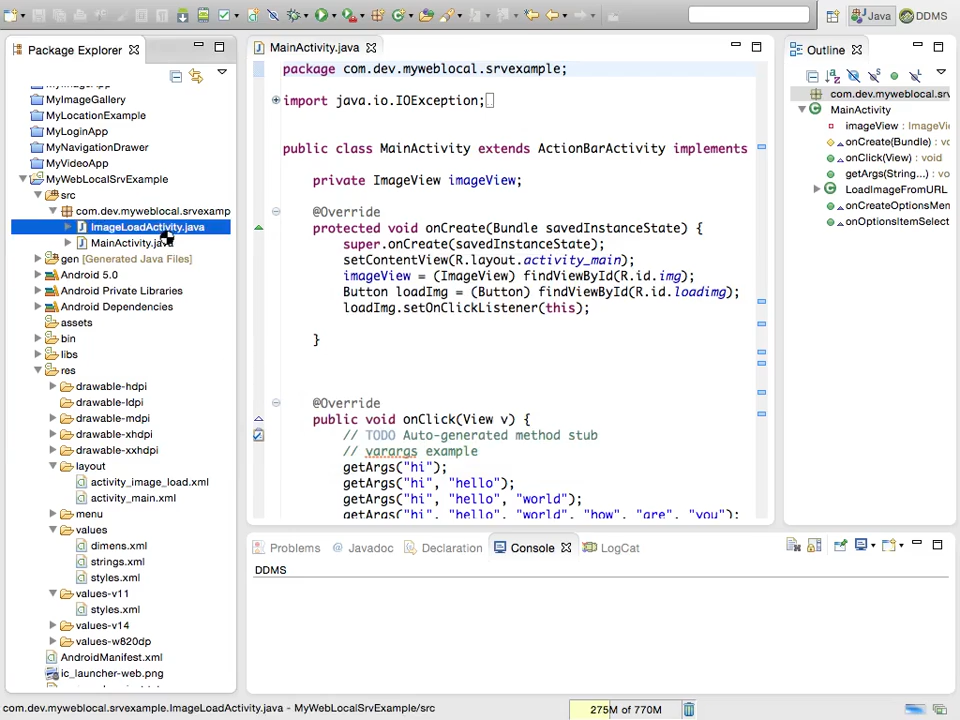 Java
DDMS
Package Explorer
MyImageGallery
MyLocationExample
MyLoginApp
MyNavigationDrawer
MyVideoApp
MyWebLocalSrvExample
src
com.dev.myweblocal.srvexamp
ImageLoadActivity.java
MainActivity.java
gen [Generated Java Files]
Android 5.0
Android Private Libraries
Android Dependencies
assets
bin
libs
res
drawable-hdpi
drawable-ldpi
drawable-mdpi
drawable-xhdpi
drawable-xxhdpi
layout
activity_image_load.xml
activity_main.xml
menu
values
dimens.xml
strings.xml
styles.xml
values-v11
styles.xml
values-v14
values-w820dp
AndroidManifest.xml
ic_launcher-web.png
MainActivity.java
package com.dev.myweblocal.srvexample;
import java.io.IOException;
public class MainActivity extends ActionBarActivity implements
private ImageView imageView;
@Override
protected void onCreate(Bundle savedInstanceState) {
super.onCreate(savedInstanceState);
setContentView(R.layout.activity_main);
imageView = (ImageView) findViewById(R.id.img);
Button loadImg = (Button) findViewById(R.id.loadimg);
loadImg.setOnClickListener(this);
}
@Override
public void onClick(View v) {
// TODO Auto-generated method stub
// varargs example
getArgs("hi");
getArgs("hi", "hello");
getArgs("hi", "hello", "world");
getArgs("hi", "hello", "world", "how", "are", "you");
Outline
com.dev.myweblocal.srv
MainActivity
imageView : ImageVi
onCreate(Bundle) : vo
onClick(View) : void
getArgs(String...) : vo
LoadImageFromURL
onCreateOptionsMen
onOptionsItemSelect
Problems
@ Javadoc
Declaration
Console
LogCat
DDMS
com.dev.myweblocal.srvexample.ImageLoadActivity.java - MyWebLocalSrvExample/src
275M of 770M